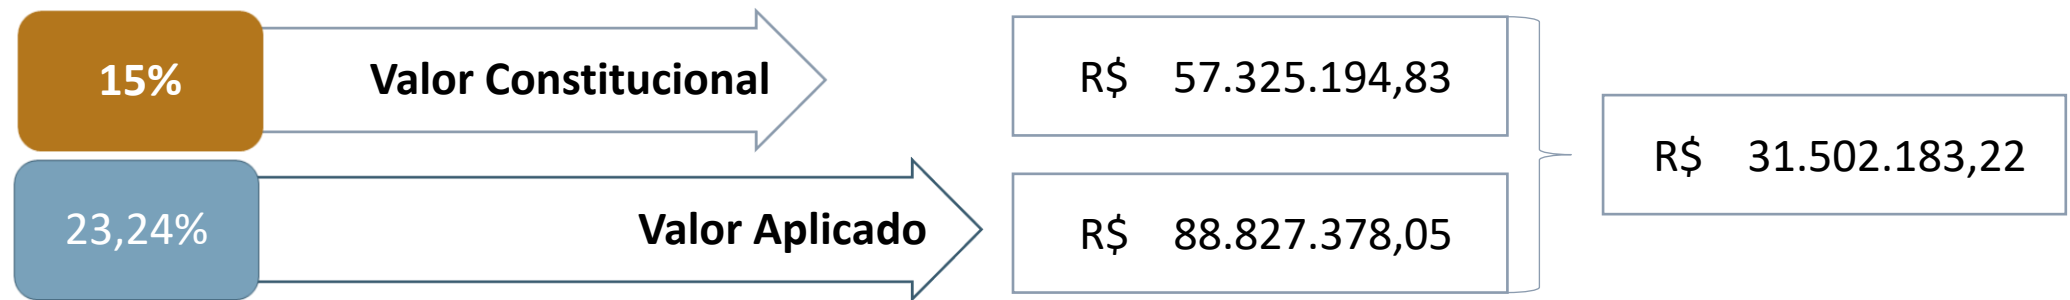 15%
Valor Constitucional
R$ 57.325.194,83
23,24%
Valor Aplicado
R$ 88.827.378,05
R$ 31.502.183,22